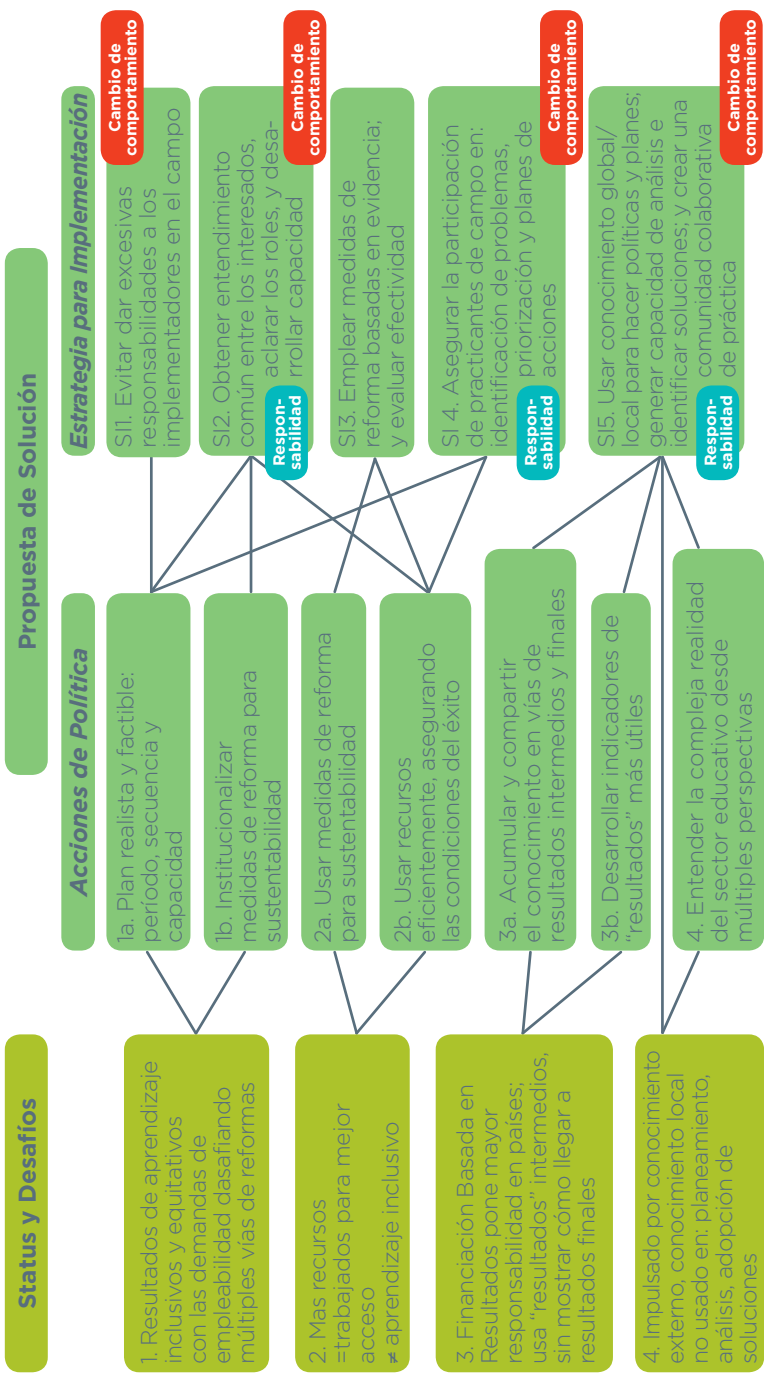 Status y Desafíos
1. Resultados de aprendizaje
inclusivos y equitativos
con las demandas de
empleabilidad dasafiando
múltiples vías de reformas
2. Mas recursos
=trabajados para mejor
acceso
≠ aprendizaje inclusivo
3. Financiación Basada en
Resultados pone mayor
responsabilidad en países;
usa “resultados” intermedios,
sin mostrar cómo llegar a
resultados finales
4. Impulsado por conocimiento
externo, conocimiento local
no usado en: planeamiento,
análisis, adopción de
soluciones
Propuesta de Solución
Acciones de Política
1a. Plan realista y factible:
período, secuencia y
capacidad
1b. Institucionalizar
medidas de reforma para
sustentabilidad
2a. Usar medidas de reforma
para sustentabilidad
2b. Usar recursos
eficientemente, asegurando
las condiciones del éxito
3a. Acumular y compartir
el conocimiento en vías de
resultados intermedios y finales
3b. Desarrollar indicadores de
“resultados” más útiles
4. Entender la compleja realidad
del sector educativo desde
múltiples perspectivas
Estrategia para Implementación
SI1. Evitar dar excesivas
responsabilidades a los
implementadores en el campo
Cambio de
comportamiento
SI2. Obtener entendimiento
común entre los interesados,
aclarar los roles, y desa-
rrollar capacidad
Respon-
sabilidad
Cambio de
comportamiento
SI3. Emplear medidas de
reforma basadas en evidencia;
y evaluar efectividad
SI 4. Asegurar la participación
de practicantes de campo en:
identificación de problemas,
priorización y planes de
acciones
Respon-
sabilidad
Cambio de
comportamiento
SI5. Usar conocimiento global/
local para hacer políticas y planes;
generar capacidad de análisis e
identificar soluciones; y crear una
comunidad colaborativa
de práctica
Respon-
sabilidad
Cambio de
comportamiento